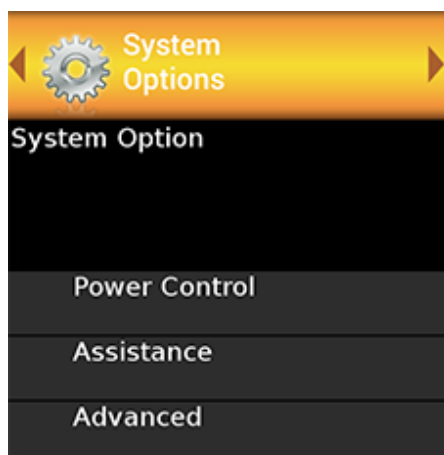 System
Options
System Option
Power Control
Assistance
Advanced